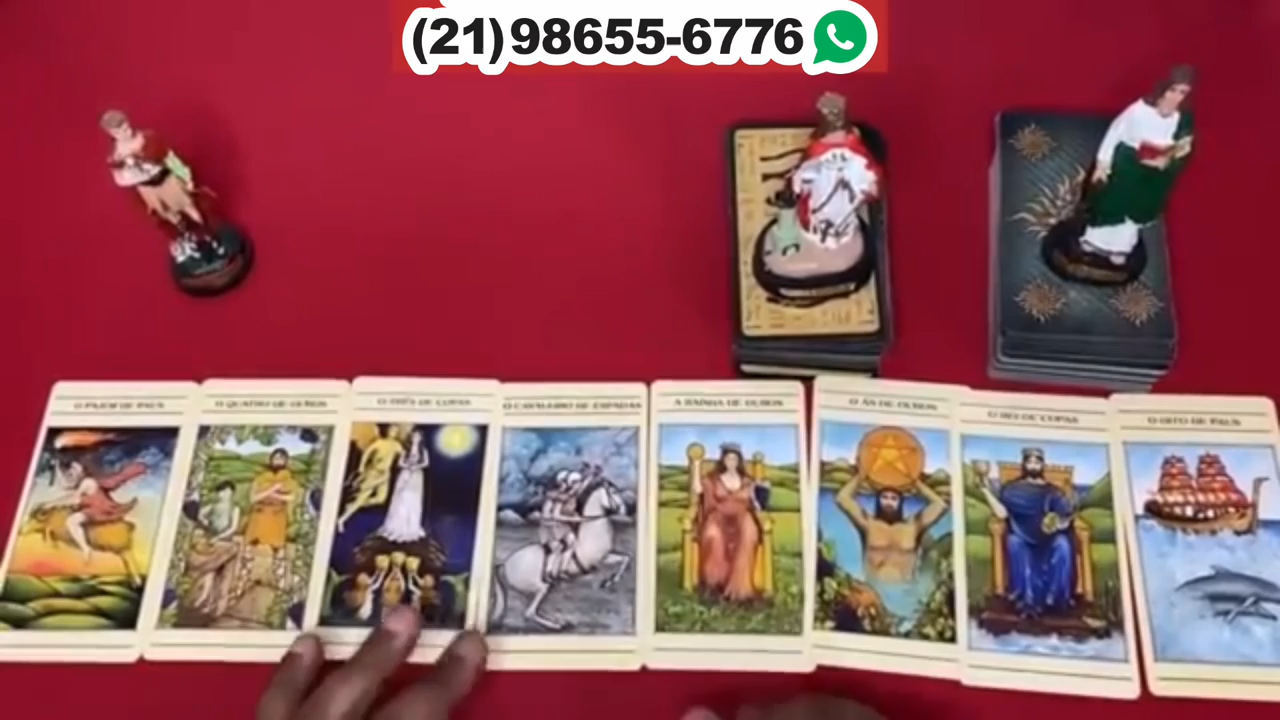 (21)98655-6776
O PAJEM DE PAUS
O QUATRO DE OUROS
O TRÊS DE COPAS
O CAVALEIRO DE ESPADAS
A RAINHA DE OUROS
O ÁS DE OUROS
O REI DE COPAS
O OITO DE PAUS